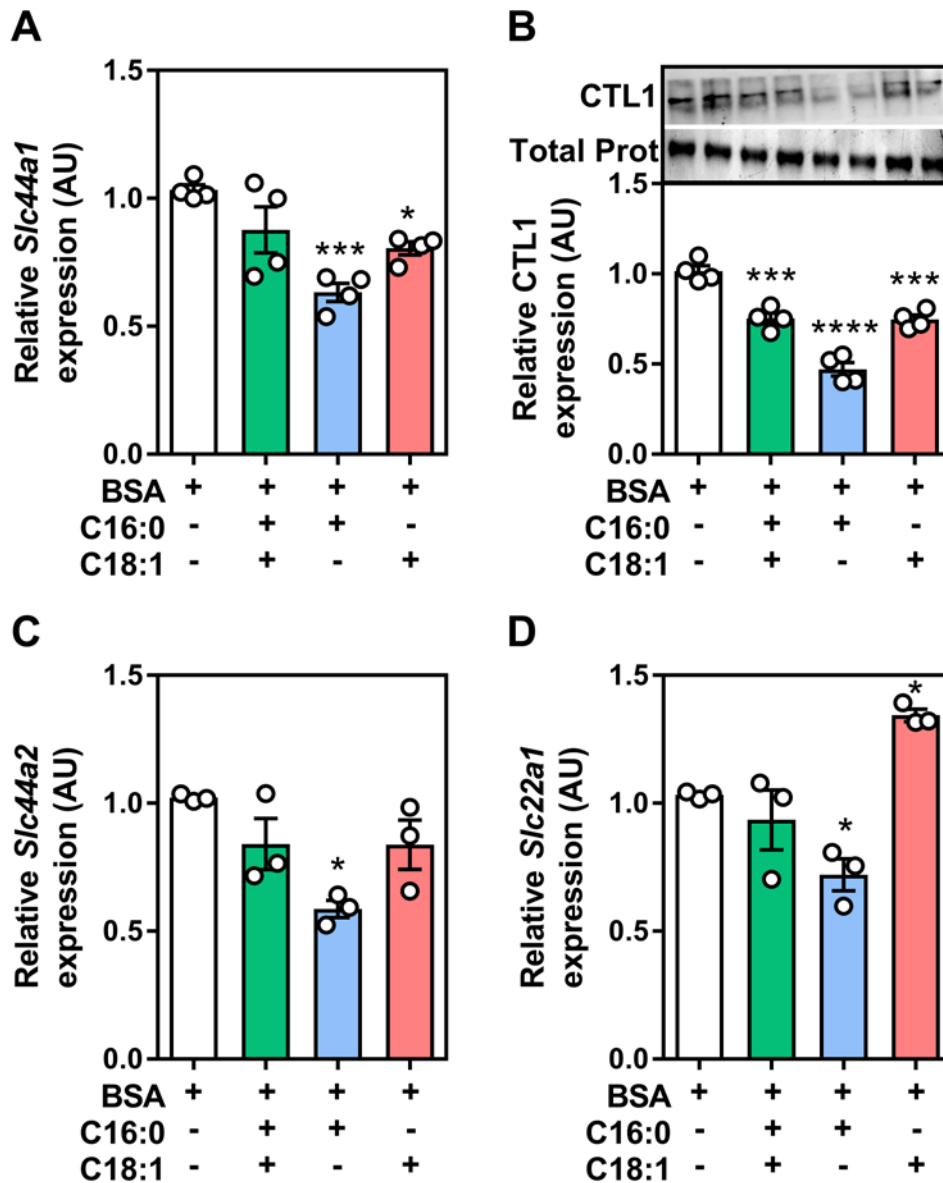 A
Relative Slc44a1
expression (AU)
1.5
1.0
0.5
0.0
*** 
*
BSA + + + +
C16:0 - + + -
C18:1 - + - +
B
CTL1
Total Prot
Relative CTL1
expression (AU)
1.5
1.0
0.5
0.0
***
****
***
BSA + + + +
C16:0 - + + -
C18:1 - + - +
C
Relative Slc44a2
expression (AU)
1.5
1.0
0.5
0.0
*
BSA + + + +
C16:0 - + + -
C18:1 - + - +
D
Relative Slc22a1
expression (AU)
1.5
1.0
0.5
0.0
*
*
BSA + + + +
C16:0 - + + -
C18:1 - + - +